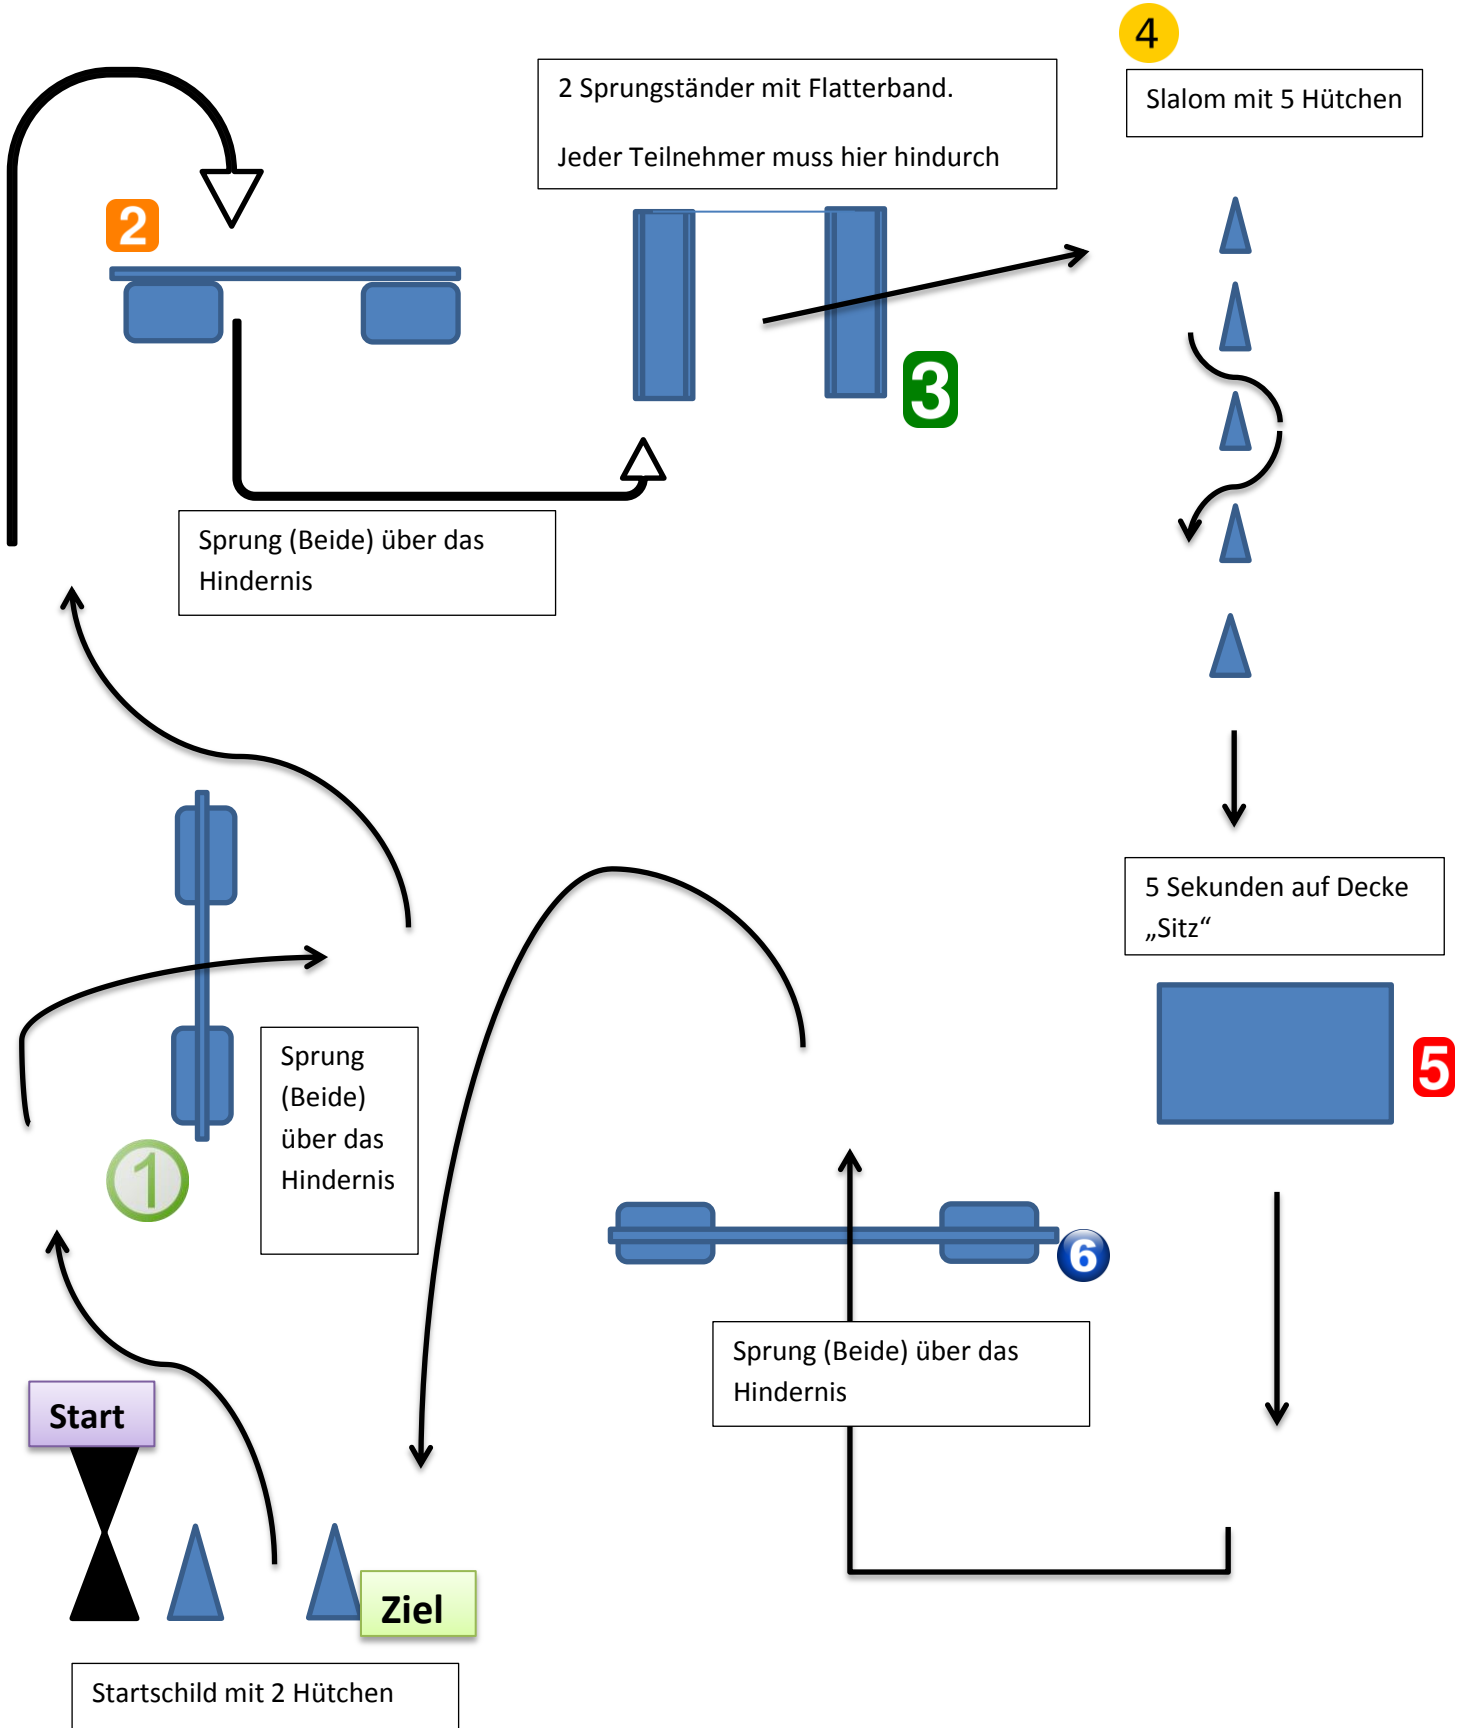 4
2 Sprungständer mit Flatterband.
Jeder Teilnehmer muss hier hindurch
Slalom mit 5 Hütchen
2
3
Sprung (Beide) über das
Hindernis
5 Sekunden auf Decke
„Sitz“
5
Sprung
(Beide)
über das
Hindernis
1
6
Sprung (Beide) über das
Hindernis
Start
Ziel
Startschild mit 2 Hütchen